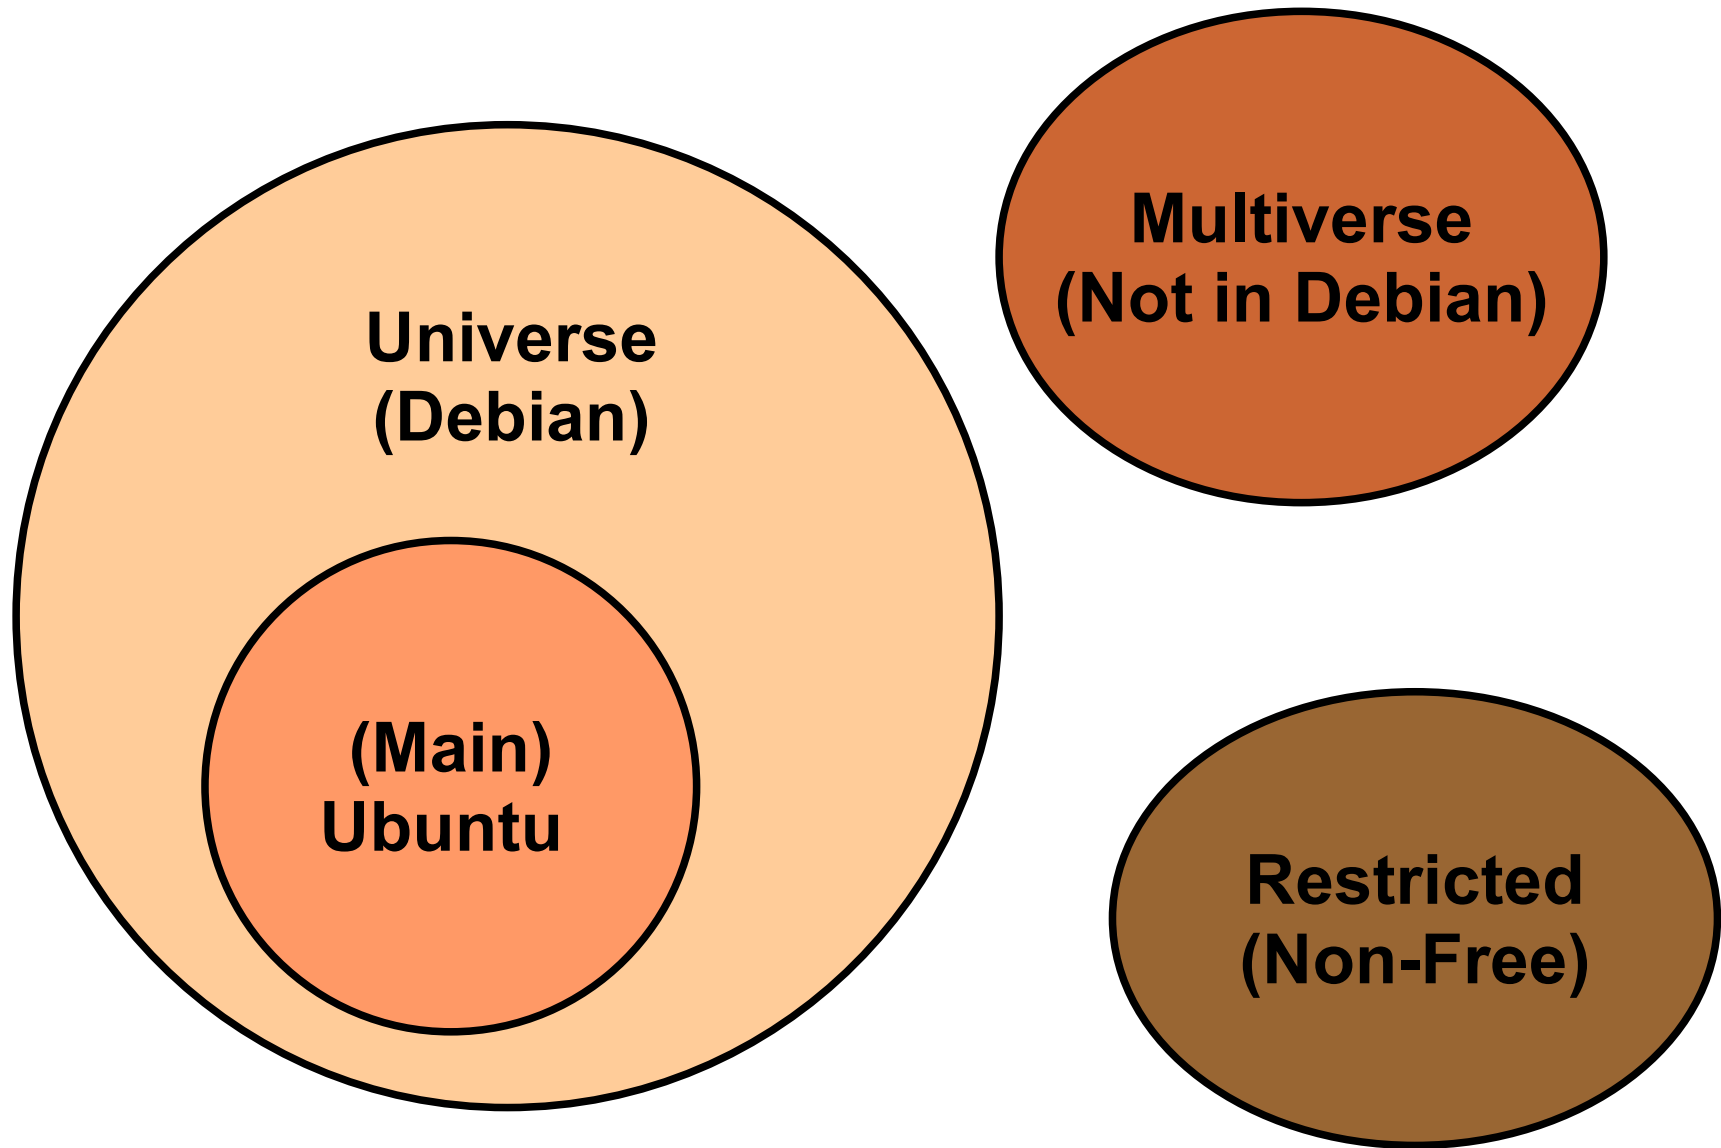 Multiverse
(Not in Debian)
Universe
(Debian)
(Main)
Ubuntu
Restricted
(Non-Free)